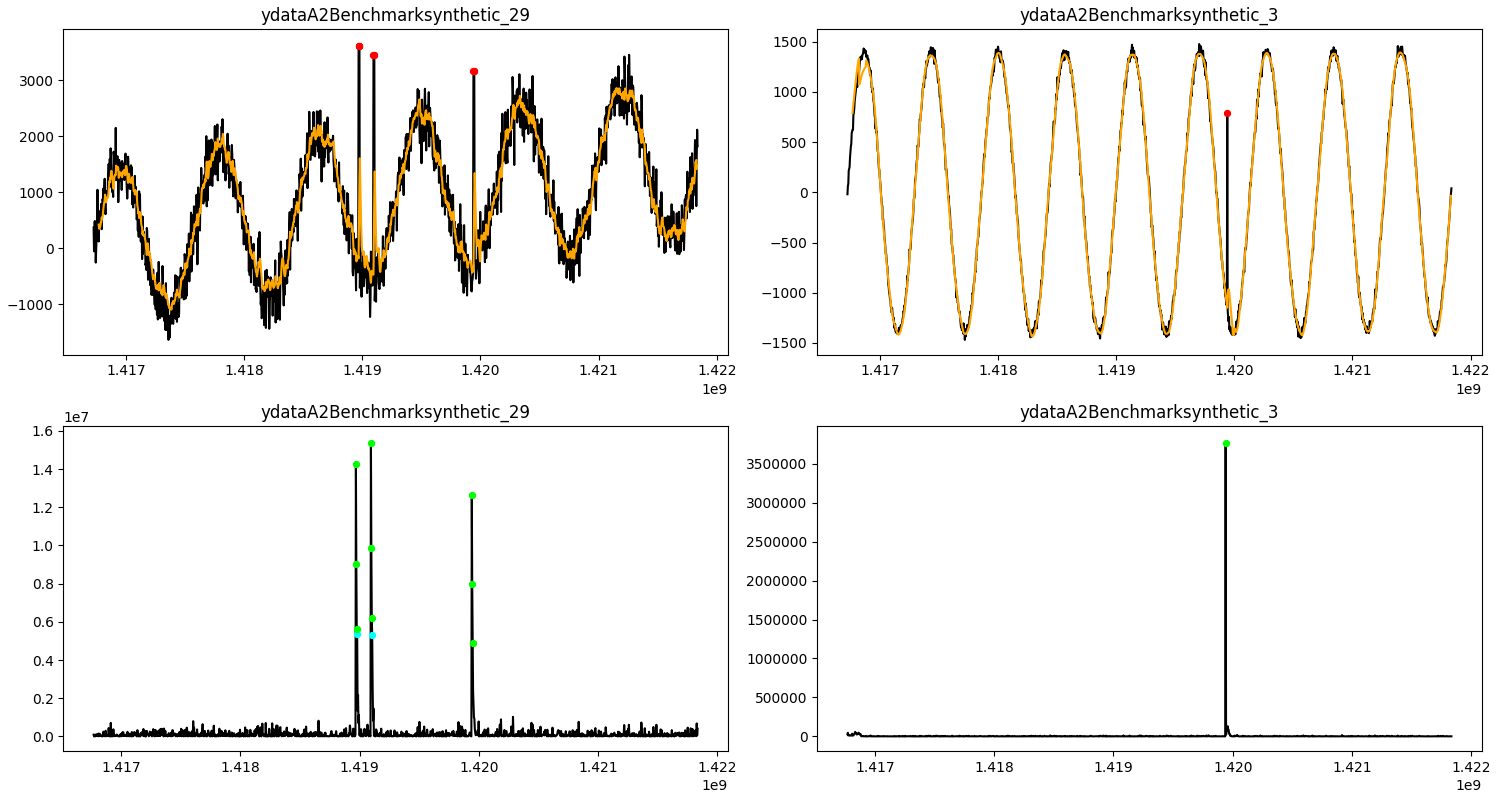 ydataA2Benchmarksynthetic_29
3000
2000
1000
0
−1000
1.417 1.418 1.419 1.420 1.421 1.422
1e9
ydataA2Benchmarksynthetic_3
1500
1000
500
0
−500
−1000
−1500
1.417 1.418 1.419 1.420 1.421 1.422
1e9
ydataA2Benchmarksynthetic_29
1e7
1.6
1.4
1.2
1.0
0.8
0.6
0.4
0.2
0.0
1.417 1.418 1.419 1.420 1.421 1.422
1e9
ydataA2Benchmarksynthetic_3
3500000
3000000
2500000
2000000
1500000
1000000
500000
0
1.417 1.418 1.419 1.420 1.421 1.422
1e9